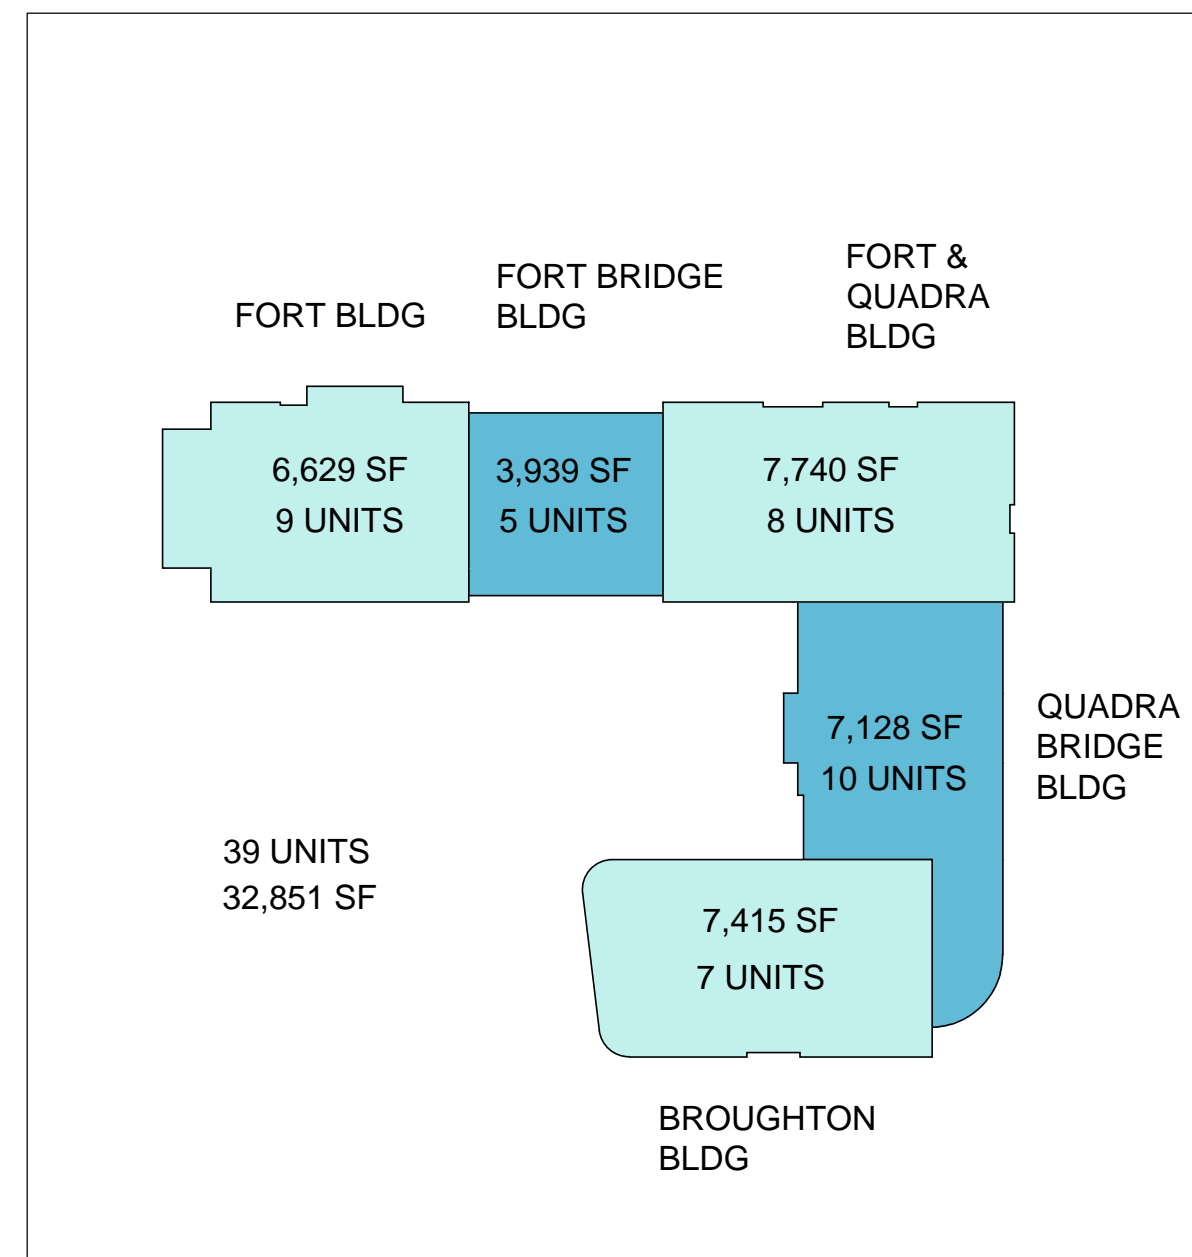 FORT BLDG
FORT BRIDGE
BLDG
FORT &
QUADRA
BLDG
6,629 SF
9 UNITS
3,939 SF
5 UNITS
7,740 SF
8 UNITS
7,128 SF
10 UNITS
QUADRA
BRIDGE
BLDG
39 UNITS
32,851 SF
7,415 SF
7 UNITS
BROUGHTON
BLDG